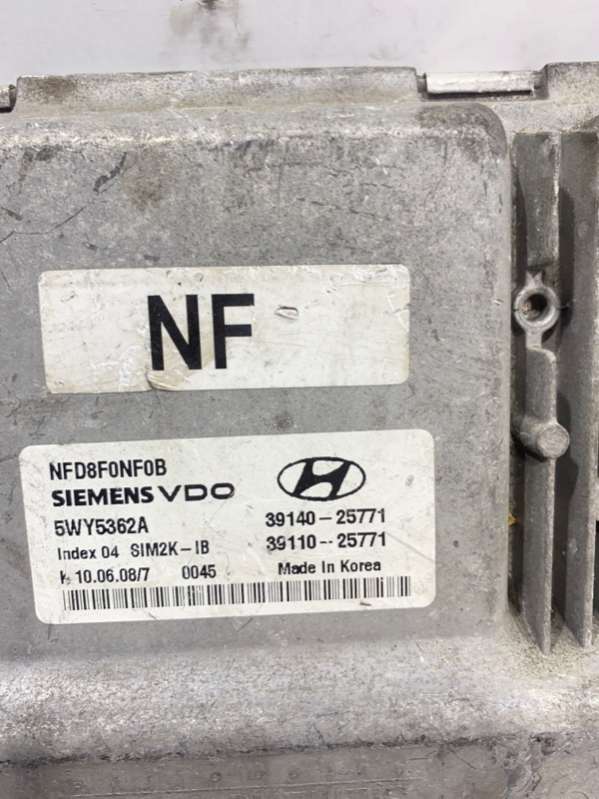 NF
NFD8F0NF0B
SIEMENS VDO
5WY5362A 39140-25771
Index 04 SIM2K-IB 39110-25771
10.06.08/7 0045 Made In Korea